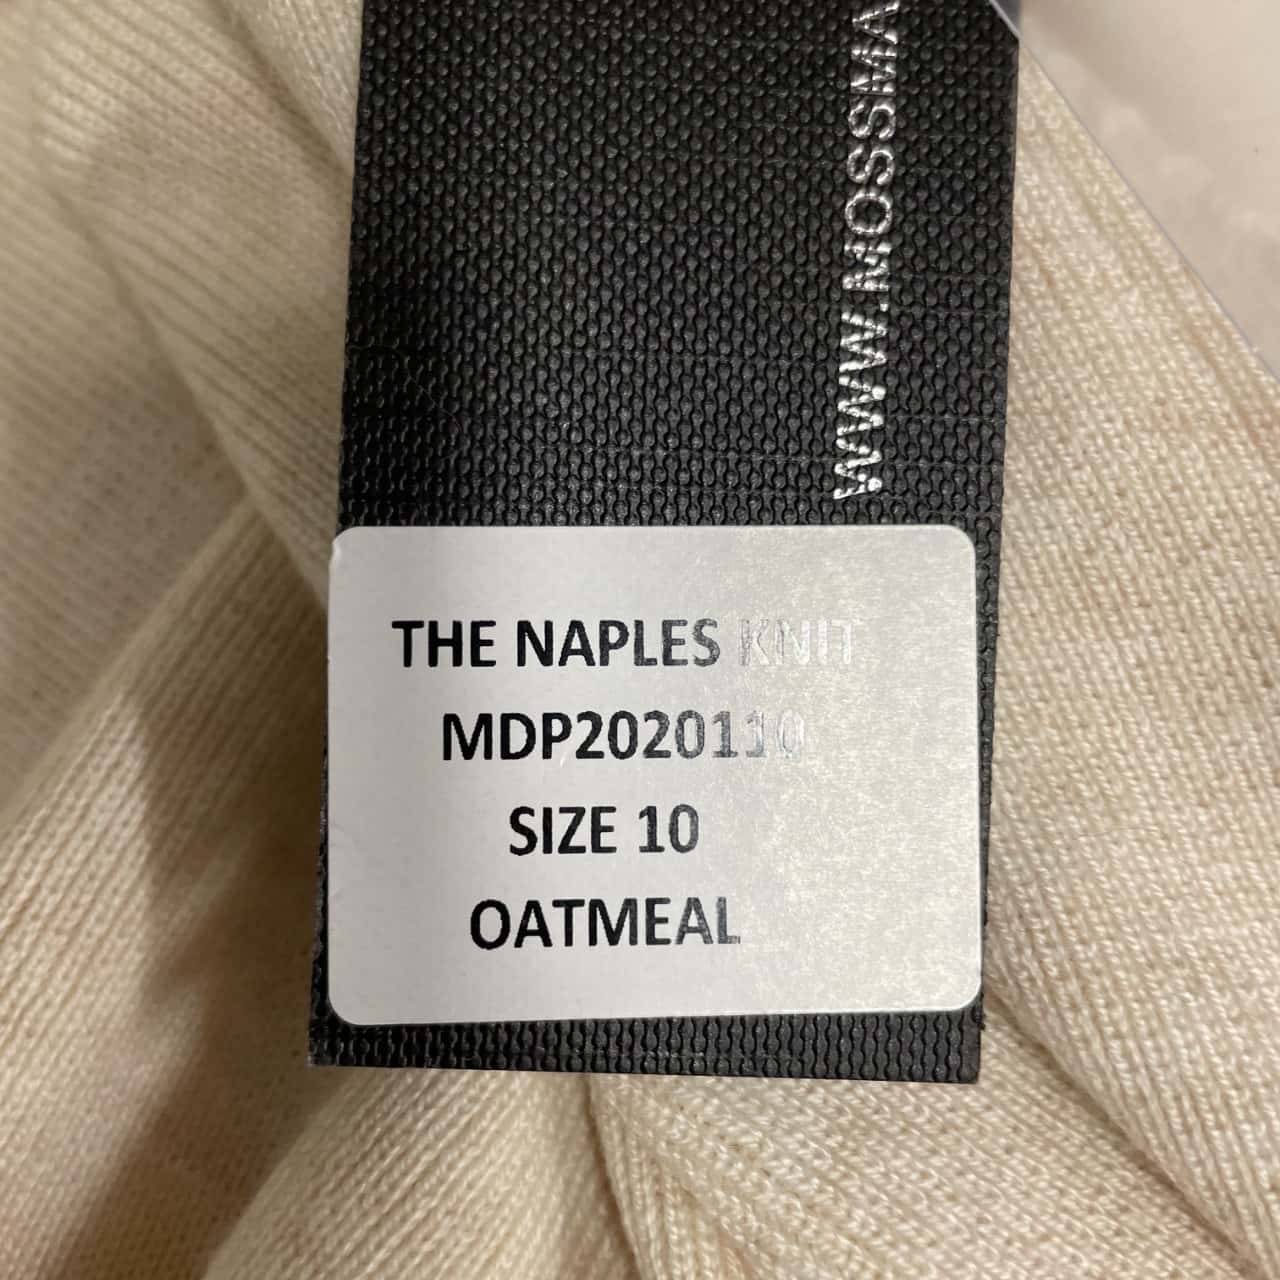 WWW.MOSSMA
THE NAPLES KNIT
MDP2020110
SIZE 10
OATMEAL